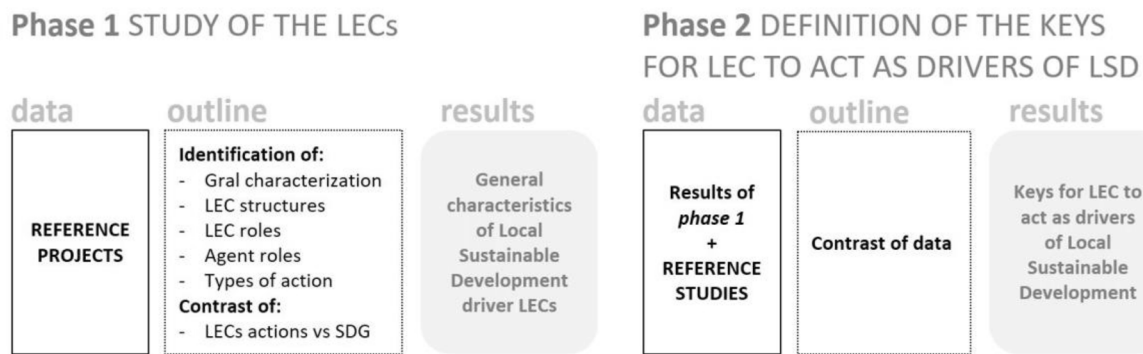 Phase 1 STUDY OF THE LECs
data
outline
results
REFERENCE
PROJECTS
Identification of:
- Gral characterization
- LEC structures
- LEC roles
- Agent roles
- Types of action
Contrast of:
- LECs actions vs SDG
General
characteristics
of Local
Sustainable
Development
driver LECs
Phase 2 DEFINITION OF THE KEYS
FOR LEC TO ACT AS DRIVERS OF LSD
data
outline
results
Results of
phase 1
+
REFERENCE
STUDIES
Contrast of data
Keys for LEC to
act as drivers
of Local
Sustainable
Development